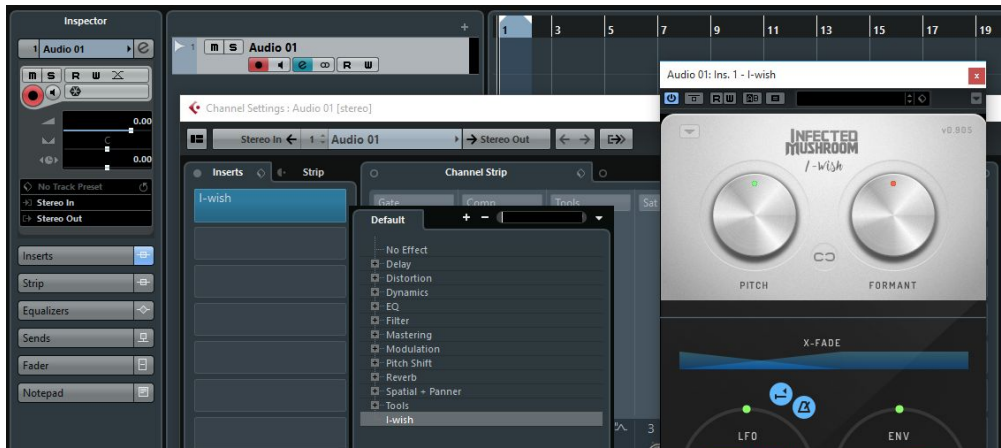 Inspector
1 Audio 01 e
m S R W
0.00
C
0.00
No Track Preset
Stereo In
Stereo Out
Inserts
Strip
Equalizers
Sends
Fader
Notepad
+
1 m S Audio 01
e R W
1 3 5 7 9 11 13 15 17 19
Channel Settings : Audio 01 [stereo]
Stereo In 1 Audio 01 Stereo Out
Inserts Strip Channel Strip
I-wish
Gate Comp Tools Sat
Default + -
No Effect
Delay
Distortion
Dynamics
EQ
Filter
Mastering
Modulation
Pitch Shift
Reverb
Spatial + Panner
Tools
I-wish
3
Audio 01: Ins. 1 - I-wish x
R W
v0.905
INFECTED
MUSHROOM
I-Wish
PITCH FORMANT
X-FADE
LFO ENV